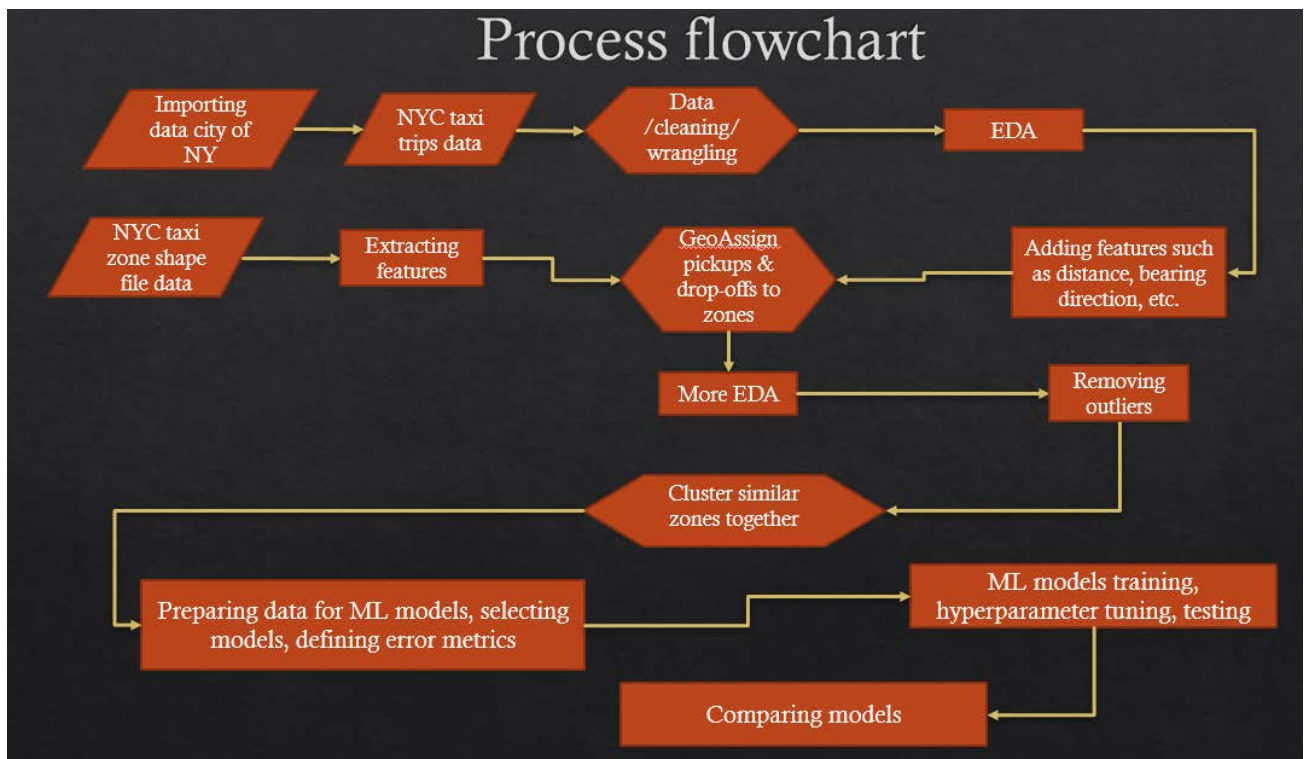 Process flowchart
Importing
data city of
NY
NYC taxi
trips data
Data
/cleaning/
wrangling
EDA
NYC taxi
zone shape
file data
Extracting
features
GeoAssign
pickups &
drop-offs to
zones
Adding features such
as distance, bearing
direction, etc.
More EDA
Removing
outliers
Cluster similar
zones together
Preparing data for ML models, selecting
models, defining error metrics
ML models training,
hyperparameter tuning, testing
Comparing models